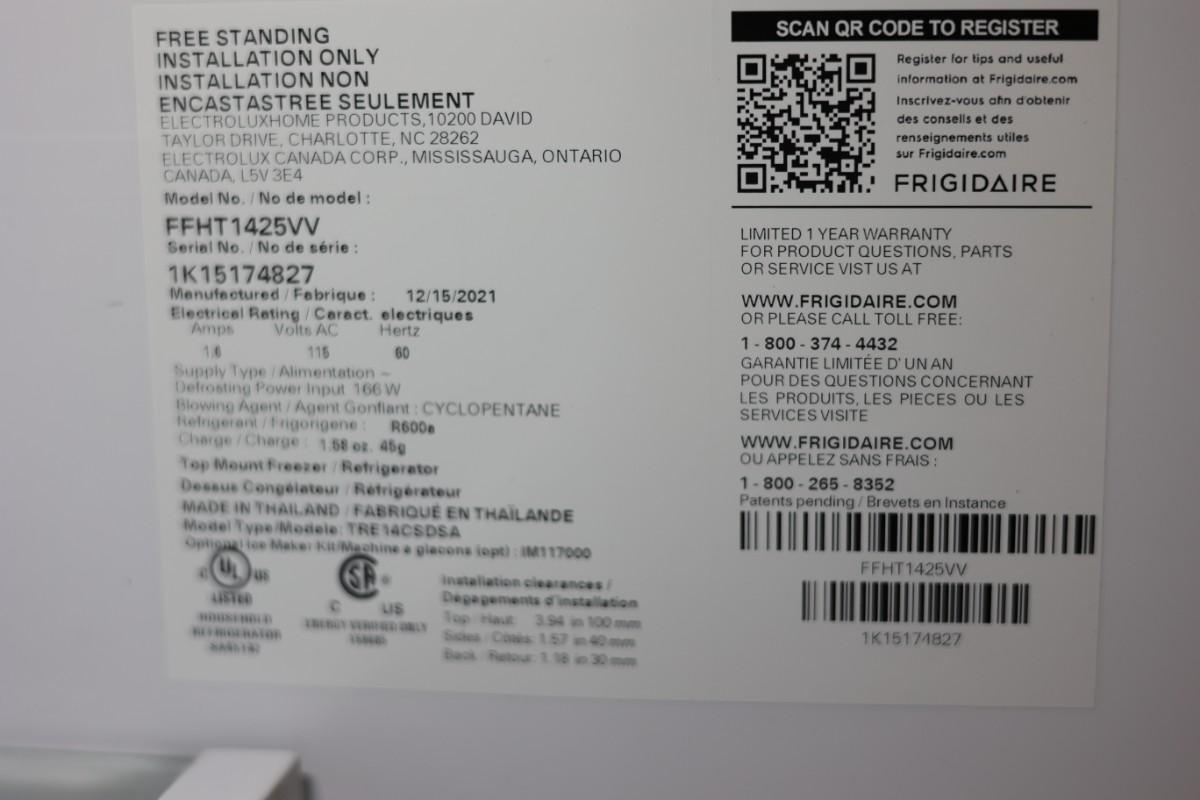 FREE STANDING
INSTALLATION ONLY
INSTALLATION NON
ENCASTASTREE SEULEMENT
ELECTROLUXHOME PRODUCTS,10200 DAVID
TAYLOR DRIVE, CHARLOTTE, NC 28262
ELECTROLUX CANADA CORP., MISSISSAUGA, ONTARIO
CANADA, L5V 3E4
Model No. / No de model :
FFHT1425VV
Serial No. / No de série :
1K15174827
Manufactured / Fabrique : 12/15/2021
Electrical Rating / Caract. electriques
Amps Volts AC Hertz
1.6 115 60
Supply Type / Alimentation ~
Defrosting Power Input 166 W
Blowing Agent / Agent Gonflant : CYCLOPENTANE
Refrigerant / Frigorigene : R600a
Charge / Charge : 1.58 oz. 45g
Top Mount Freezer / Refrigerator
Dessus Congélateur / Réfrigérateur
MADE IN THAILAND / FABRIQUÉ EN THAÏLANDE
Model Type/Modele: TRE14CSDSA
Optional Ice Maker Kit/Machine a glacons (opt) : IM117000
C UL US
LISTED
HOUSEHOLD
REFRIGERATOR
SA
C US
ENERGY VERIFIED ONLY
Installation clearances /
Dégagements d'installation
Top / Haut: 3.94 in 100 mm
Sides / Côtés: 1.57 in 40 mm
Back / Retour: 1.18 in 30 mm
SCAN QR CODE TO REGISTER
Register for tips and useful
information at Frigidaire.com
Inscrivez-vous afin d'obtenir
des conseils et des
renseignements utiles
sur Frigidaire.com
FRIGIDAIRE
LIMITED 1 YEAR WARRANTY
FOR PRODUCT QUESTIONS, PARTS
OR SERVICE VIST US AT
WWW.FRIGIDAIRE.COM
OR PLEASE CALL TOLL FREE:
1 - 800 - 374 - 4432
GARANTIE LIMITÉE D' UN AN
POUR DES QUESTIONS CONCERNANT
LES PRODUITS, LES PIECES OU LES
SERVICES VISITE
WWW.FRIGIDAIRE.COM
OU APPELEZ SANS FRAIS :
1 - 800 - 265 - 8352
Patents pending / Brevets en Instance
FFHT1425VV
1K15174827